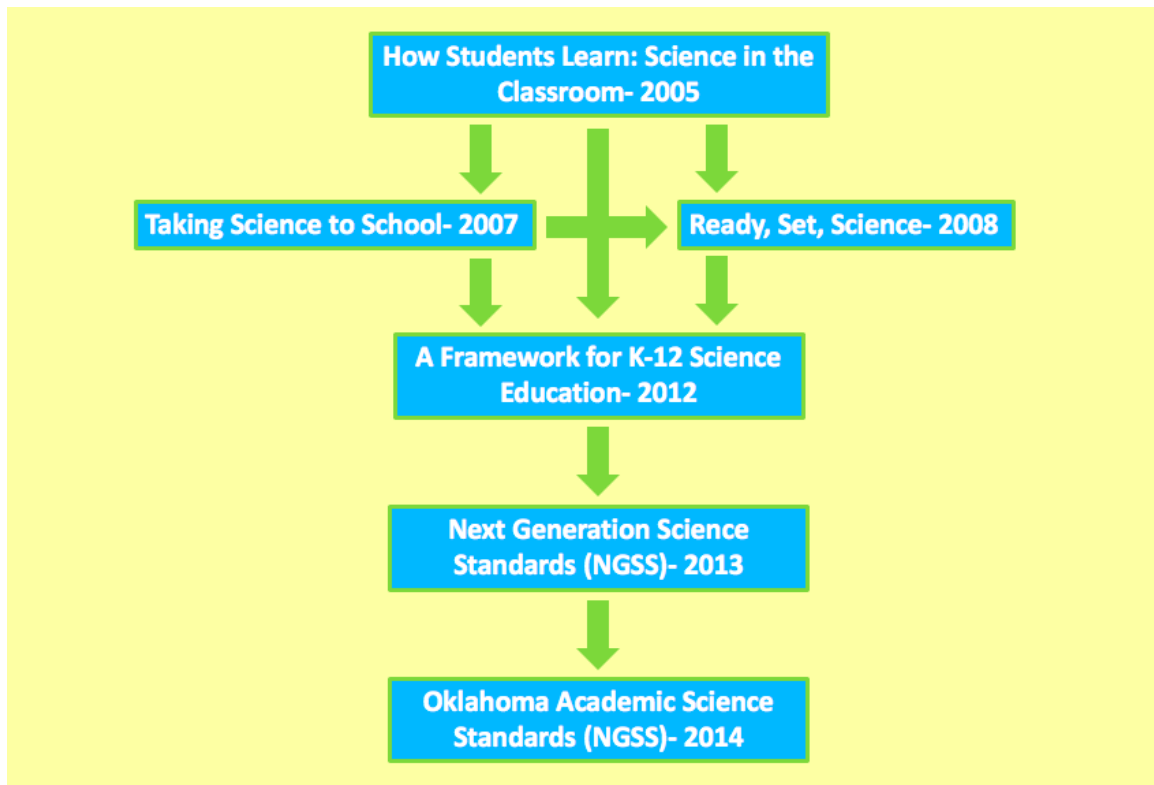 How Students Learn: Science in the
Classroom- 2005
Taking Science to School- 2007
Ready, Set, Science- 2008
A Framework for K-12 Science
Education- 2012
Next Generation Science
Standards (NGSS)- 2013
Oklahoma Academic Science
Standards (NGSS)- 2014